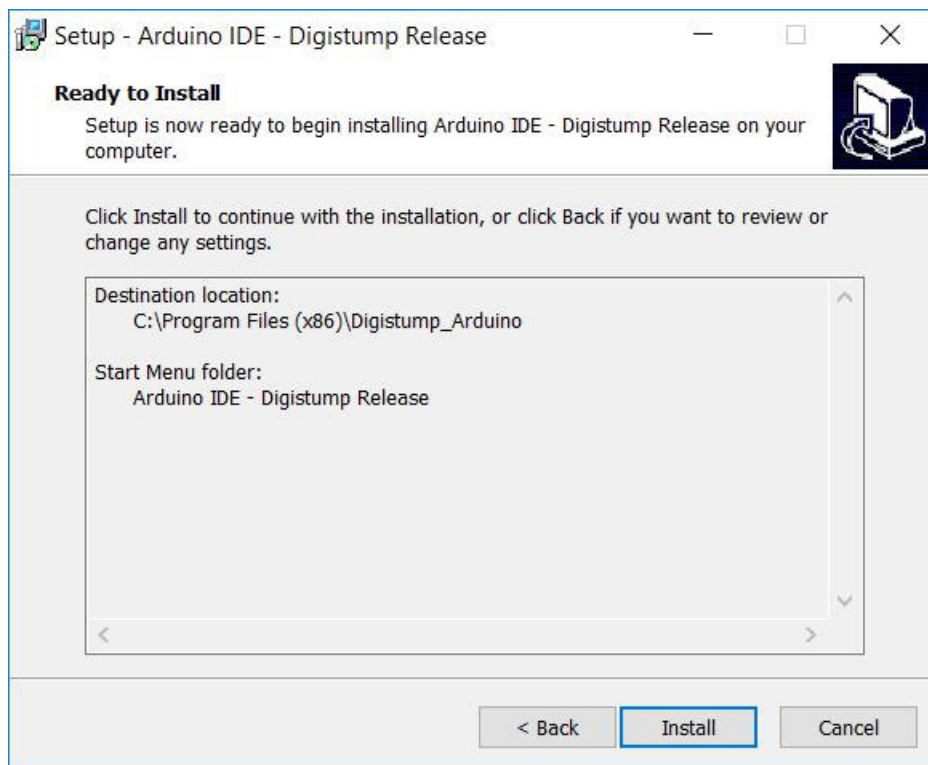 Setup - Arduino IDE - Digistump Release
Ready to Install
Setup is now ready to begin installing Arduino IDE - Digistump Release on your
computer.
Click Install to continue with the installation, or click Back if you want to review or
change any settings.
Destination location:
C:\Program Files (x86)\Digistump_Arduino
Start Menu folder:
Arduino IDE - Digistump Release
< Back Install Cancel